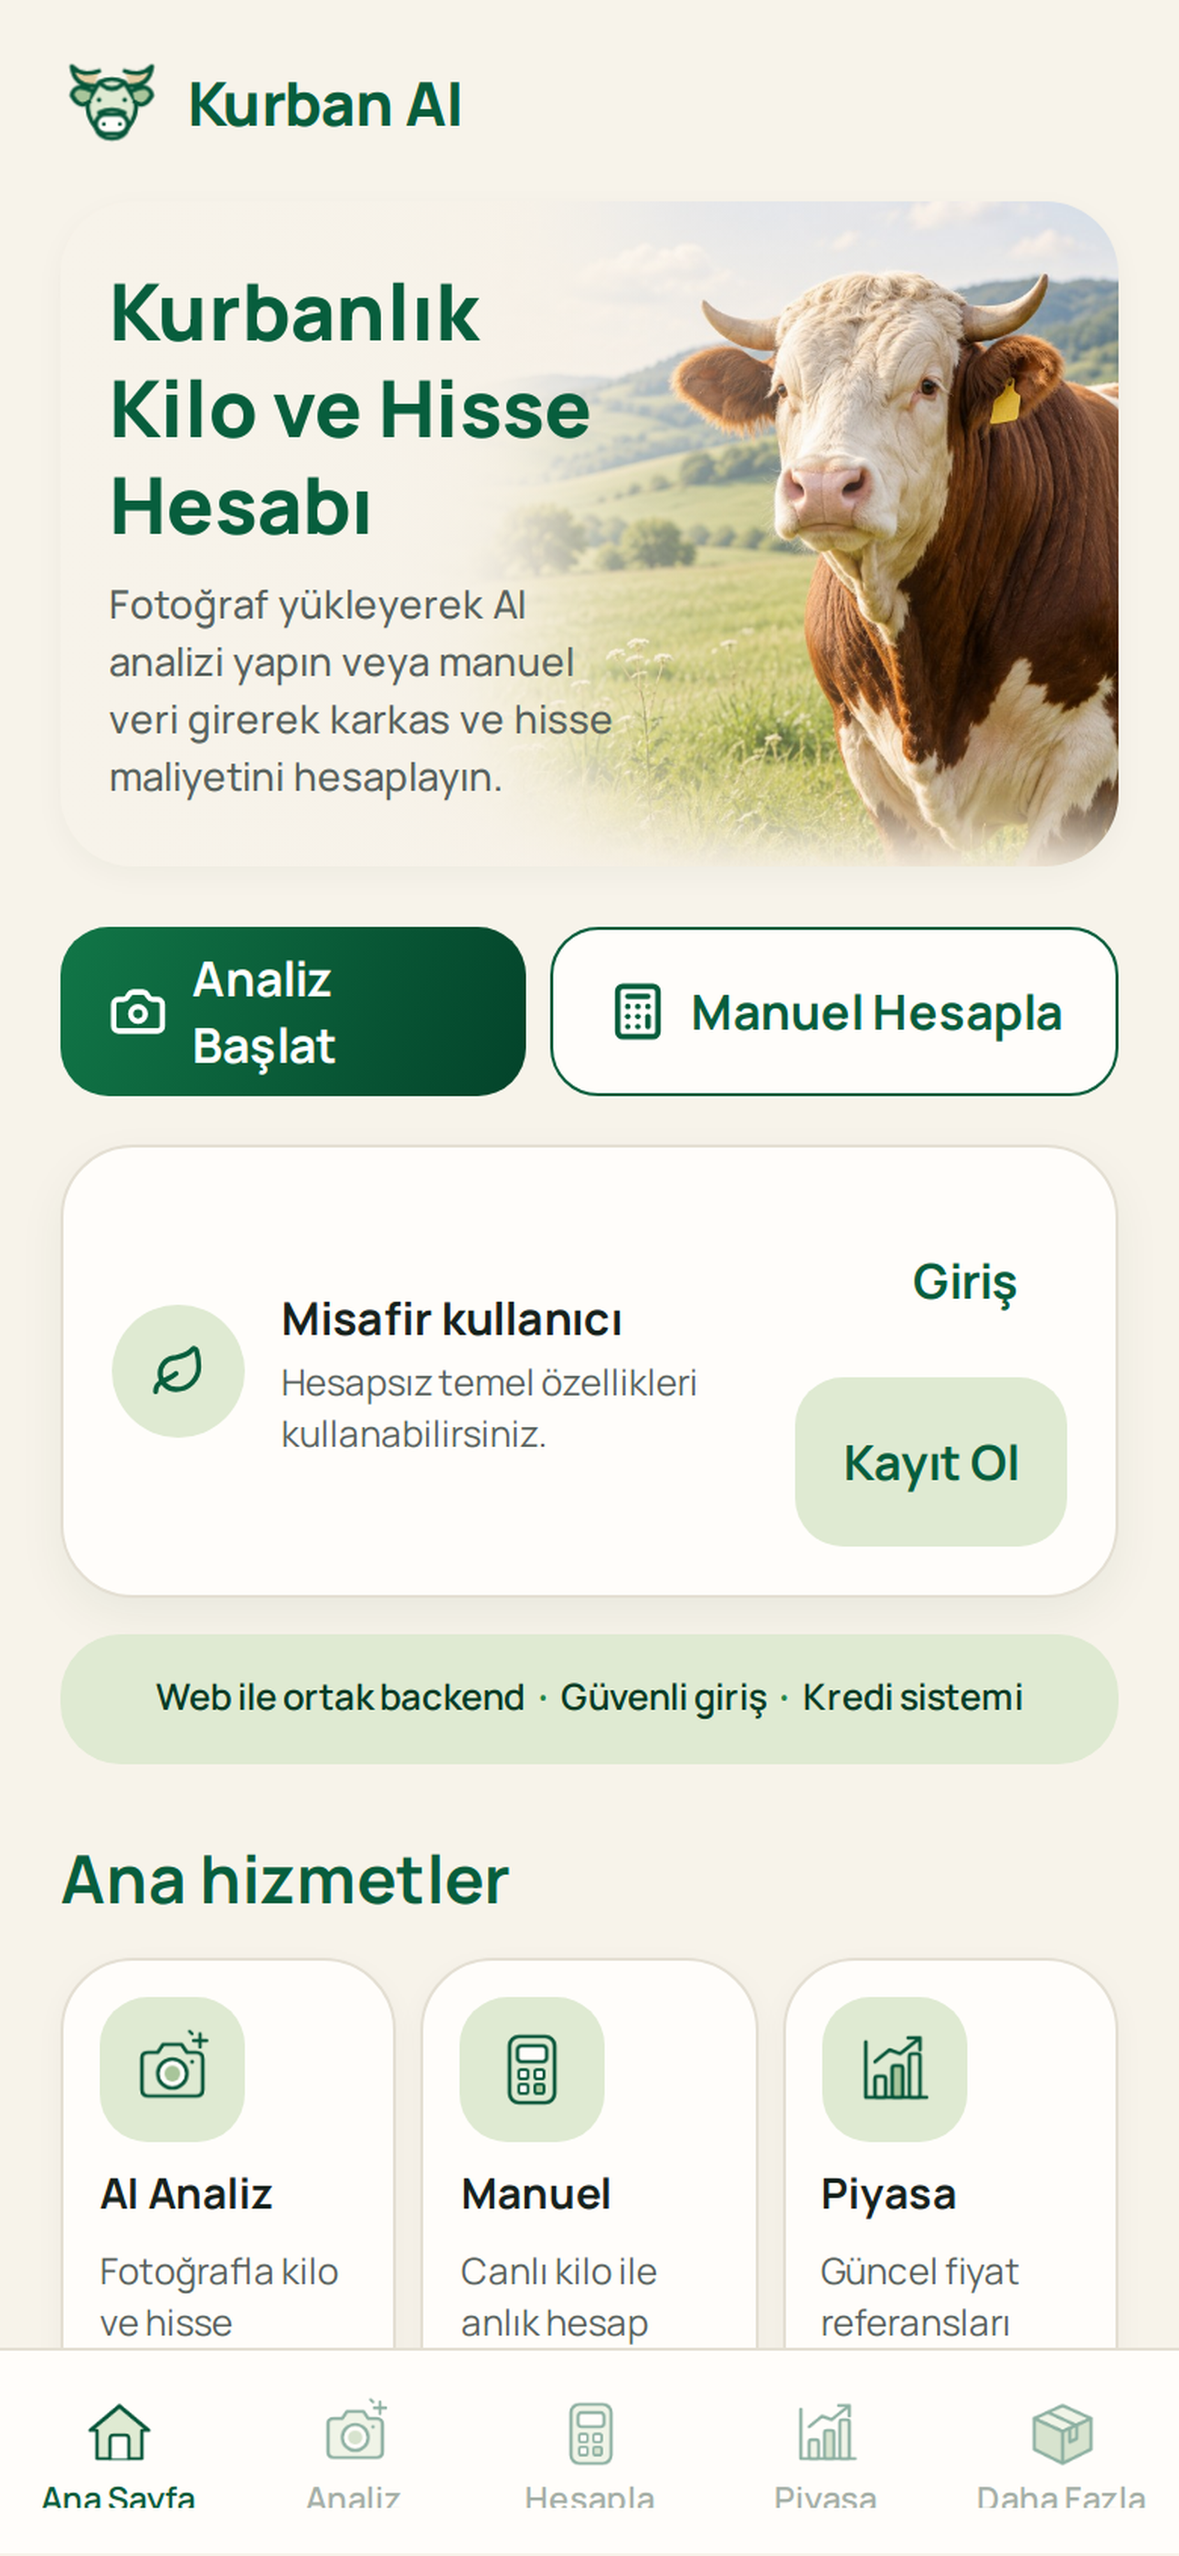 Kurban AI
Kurbanlık
Kilo ve Hisse
Hesabı
Fotoğraf yükleyerek AI
analizi yapın veya manuel
veri girerek karkas ve hisse
maliyetini hesaplayın.
Analiz
Başlat
Manuel Hesapla
Misafir kullanıcı
Hesapsız temel özellikleri
kullanabilirsiniz.
Giriş
Kayıt Ol
Web ile ortak backend · Güvenli giriş · Kredi sistemi
Ana hizmetler
AI Analiz
Fotoğrafla kilo
ve hisse
Manuel
Canlı kilo ile
anlık hesap
Piyasa
Güncel fiyat
referansları
Ana Sayfa
Analiz
Hesapla
Piyasa
Daha Fazla